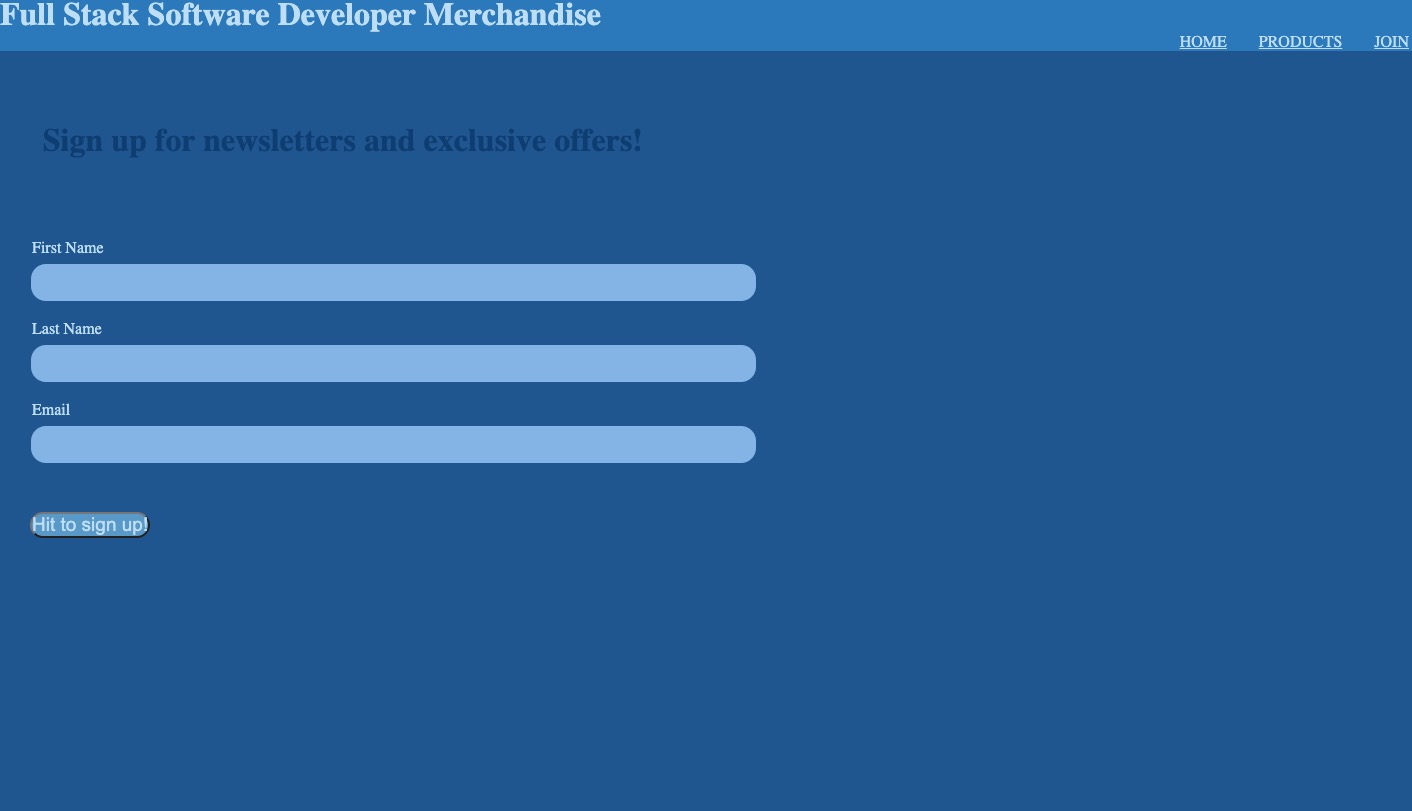 Full Stack Software Developer Merchandise
HOME PRODUCTS JOIN
Sign up for newsletters and exclusive offers!
First Name
Last Name
Email
Hit to sign up!